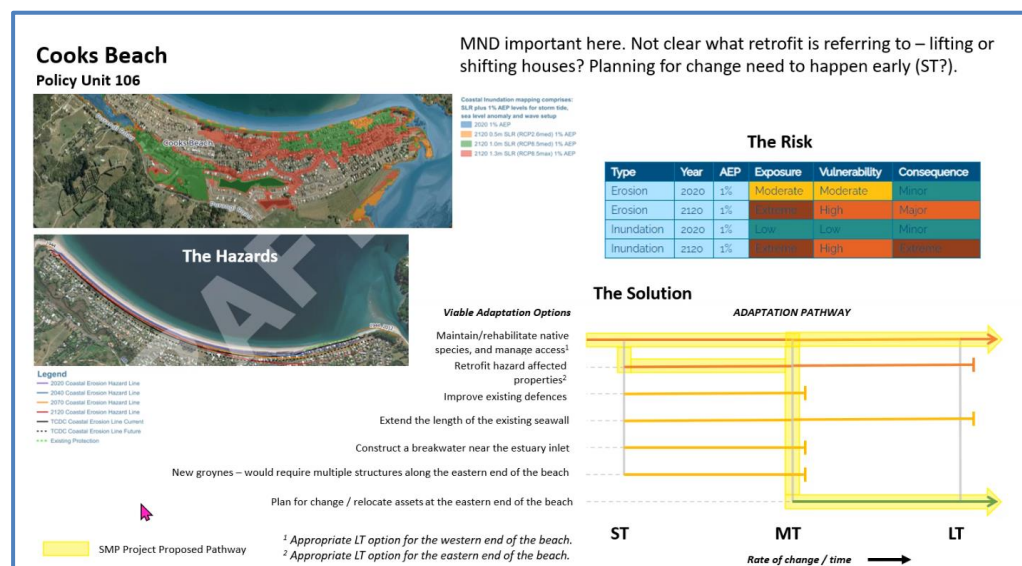 Cooks Beach
Policy Unit 106
MND important here. Not clear what retrofit is referring to – lifting or
shifting houses? Planning for change need to happen early (ST?).
Cooks Beach
Coastal Inundation mapping comprises:
SLR plus 1% AEP levels for storm tids,
sea level anomaly and wave setup
2020 1% AEP
2120 0.5m SLR (RCP2.6med) 1% AEP
2120 1.0m SLR (RCP8.5med) 1% AEP
2120 1.3m SLR (RCP8.5max) 1% AEP
The Risk
Type Year AEP Exposure Vulnerability Consequence
Erosion 2020 1% Moderate Moderate Minor
Erosion 2120 1% Extreme High Major
Inundation 2020 1% Low Low Minor
Inundation 2120 1% Extreme High Extreme
The Hazards
Legend
2020 Coastal Erosion Hazard Line
2040 Coastal Erosion Hazard Line
2070 Coastal Erosion Hazard Line
2120 Coastal Erosion Hazard Line
TCDC Coastal Erosion Line Current
TCDC Coastal Erosion Line Future
Existing Protection
The Solution
Viable Adaptation Options
ADAPTATION PATHWAY
Maintain/rehabilitate native
species, and manage access¹
Retrofit hazard affected
properties²
Improve existing defences
Extend the length of the existing seawall
Construct a breakwater near the estuary inlet
New groynes – would require multiple structures along the eastern end of the beach
Plan for change / relocate assets at the eastern end of the beach
ST MT LT
Rate of change / time
SMP Project Proposed Pathway
¹ Appropriate LT option for the western end of the beach.
² Appropriate LT option for the eastern end of the beach.